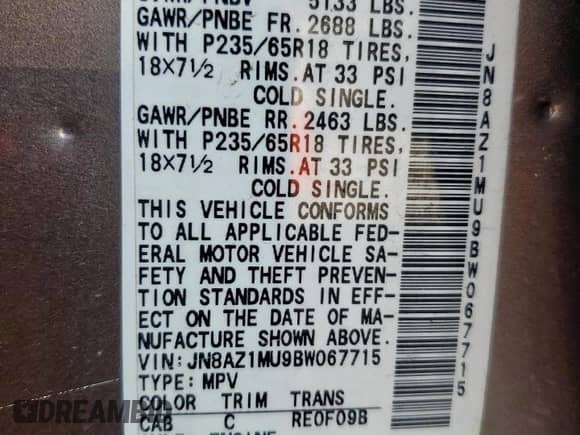 5133 LBS.
GAWR/PNBE FR. 2688 LBS.
WITH P235/65R18 TIRES,
18×7½ RIMS.AT 33 PSI
COLD SINGLE.
GAWR/PNBE RR. 2463 LBS.
WITH P235/65R18 TIRES,
18×7½ RIMS.AT 33 PSI
COLD SINGLE.
THIS VEHICLE CONFORMS
TO ALL APPLICABLE FED-
ERAL MOTOR VEHICLE SA-
FETY AND THEFT PREVEN-
TION STANDARDS IN EFF-
ECT ON THE DATE OF MA-
NUFACTURE SHOWN ABOVE.
VIN: JN8AZ1MU9BW067715
TYPE: MPV
COLOR TRIM TRANS
CAB C RE0F09B
JN8AZ1MU9BW067715